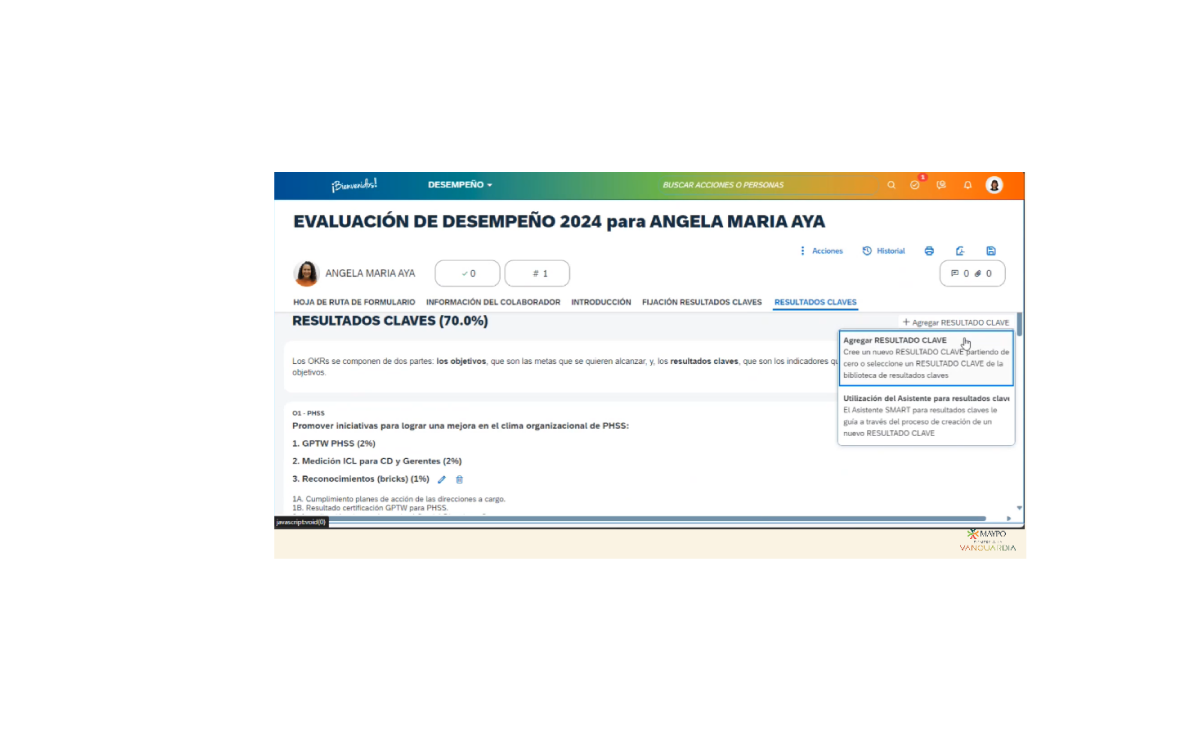 ¡Bienvenidos!
DESEMPEÑO
BUSCAR ACCIONES O PERSONAS
1
EVALUACIÓN DE DESEMPEÑO 2024 para ANGELA MARIA AYA
Acciones
Historial
ANGELA MARIA AYA
0
# 1
0 0
HOJA DE RUTA DE FORMULARIO
INFORMACIÓN DEL COLABORADOR
INTRODUCCIÓN
FIJACIÓN RESULTADOS CLAVES
RESULTADOS CLAVES
RESULTADOS CLAVES (70.0%)
+ Agregar RESULTADO CLAVE
Agregar RESULTADO CLAVE
Cree un nuevo RESULTADO CLAVE partiendo de
cero o seleccione un RESULTADO CLAVE de la
biblioteca de resultados claves
Utilización del Asistente para resultados clave
El Asistente SMART para resultados claves le
guía a través del proceso de creación de un
nuevo RESULTADO CLAVE
Los OKRs se componen de dos partes: los objetivos, que son las metas que se quieren alcanzar, y, los resultados claves, que son los indicadores qu
objetivos.
O1 - PHSS
Promover iniciativas para lograr una mejora en el clima organizacional de PHSS:
1. GPTW PHSS (2%)
2. Medición ICL para CD y Gerentes (2%)
3. Reconocimientos (bricks) (1%)
1A. Cumplimiento planes de acción de las direcciones a cargo.
1B. Resultado certificación GPTW para PHSS.
javascript:void(0)
MAYPO
VANGUARDIA